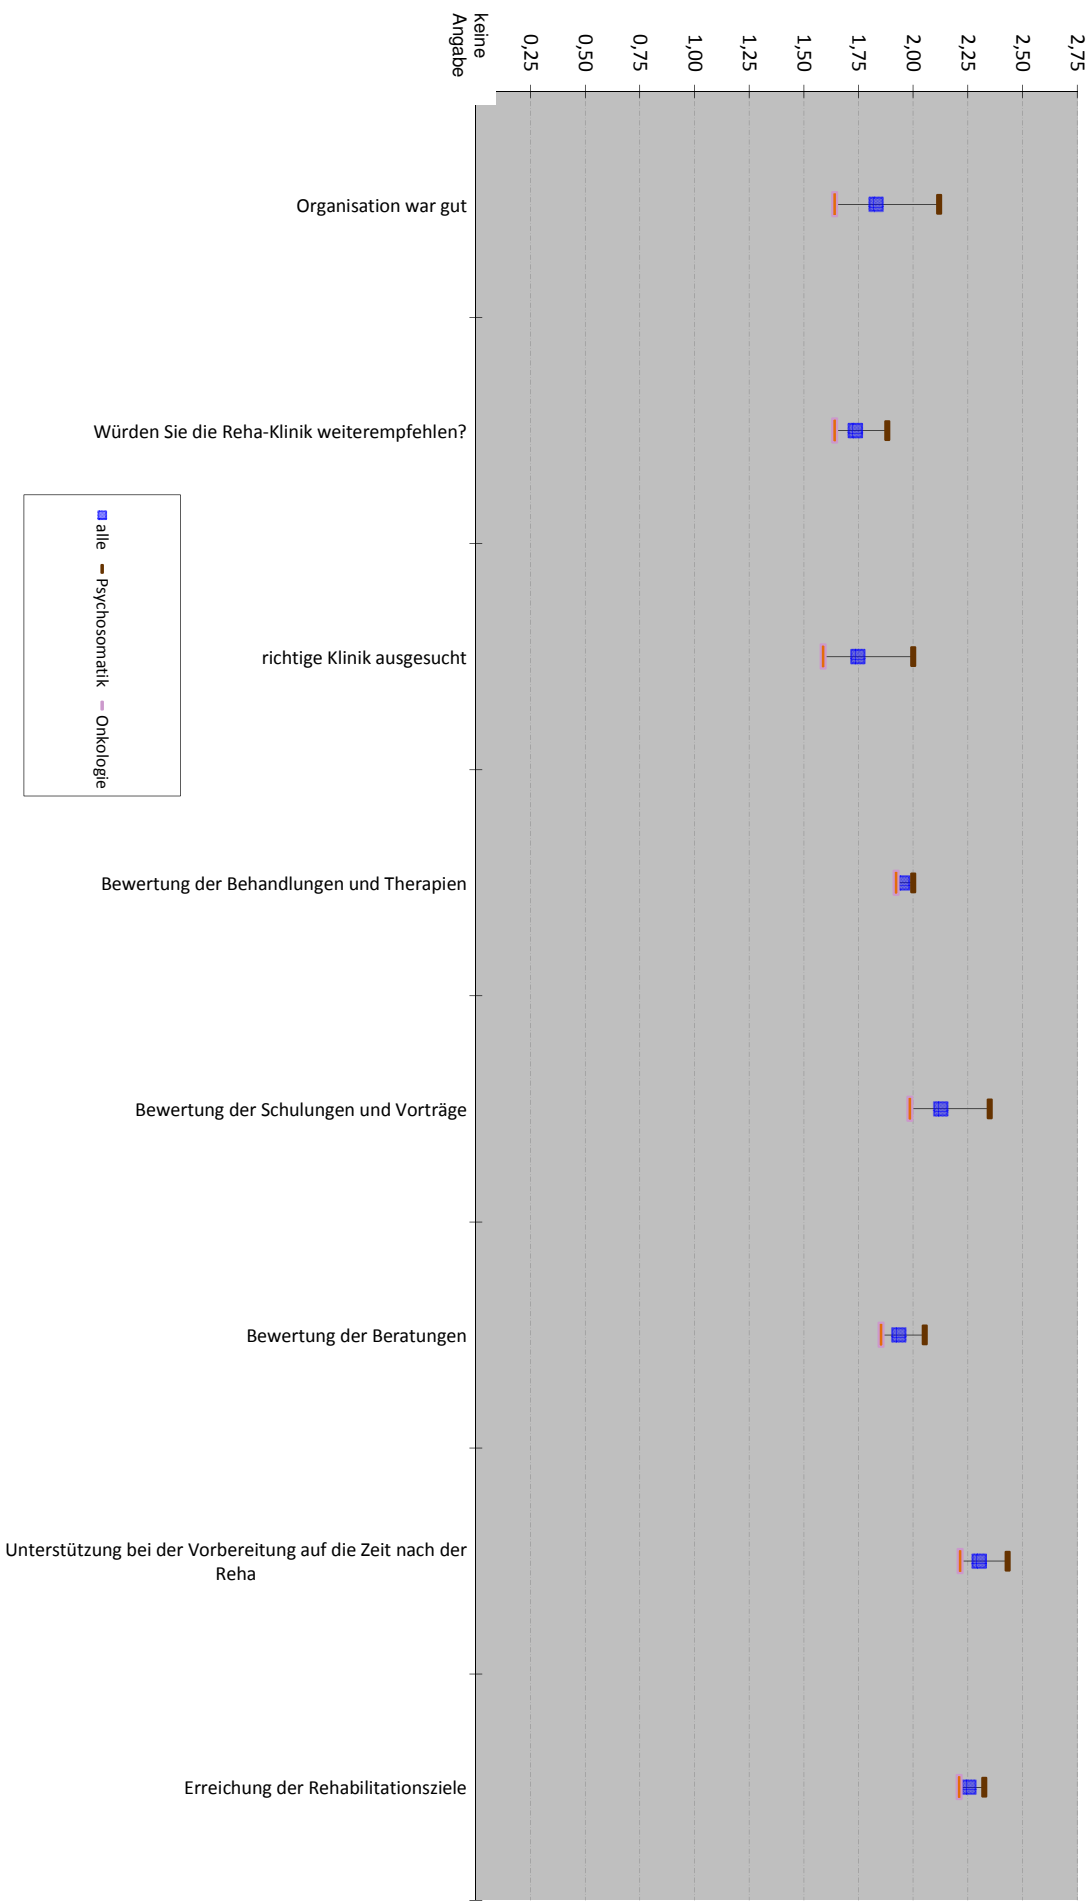 keine
Angabe
0,25
0,50
0,75
1,00
1,25
1,50
1,75
2,00
2,25
2,50
2,75
Organisation war gut
Würden Sie die Reha-Klinik weiterempfehlen?
richtige Klinik ausgesucht
Bewertung der Behandlungen und Therapien
Bewertung der Schulungen und Vorträge
Bewertung der Beratungen
Unterstützung bei der Vorbereitung auf die Zeit nach der
Reha
Erreichung der Rehabilitationsziele
alle Psychosomatik Onkologie